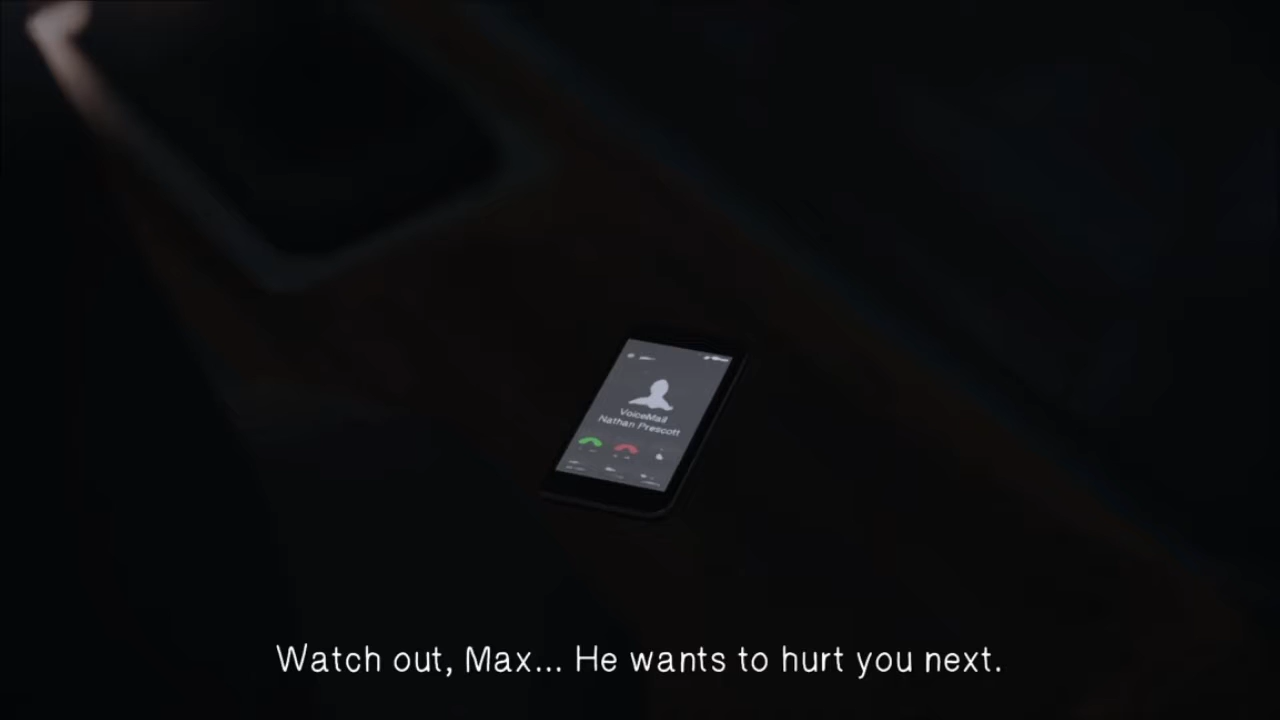 VoiceMail
Nathan Prescott
Watch out, Max... He wants to hurt you next.